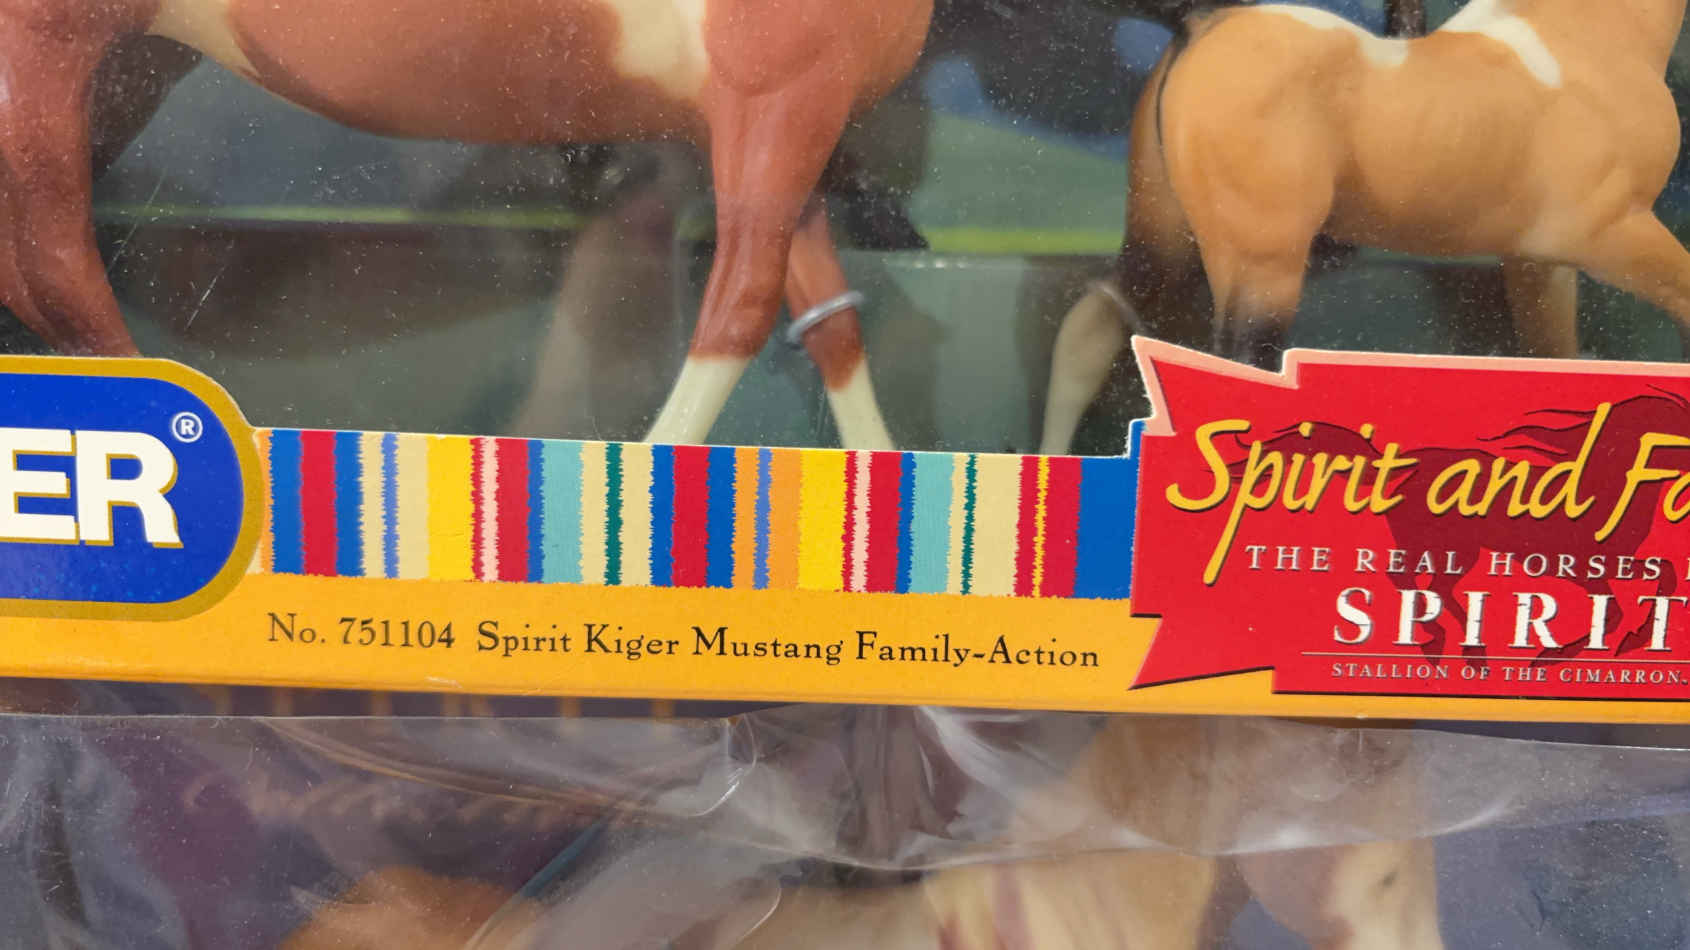 ER®
Spirit and Fa
THE REAL HORSES
SPIRIT
STALLION OF THE CIMARRON
No. 751104 Spirit Kiger Mustang Family-Action